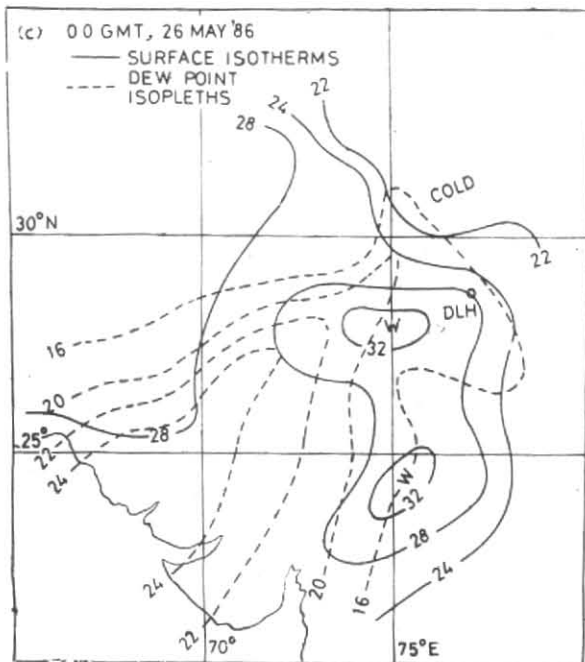 (c) 00 GMT, 26 MAY '86
SURFACE ISOTHERMS
DEW POINT
ISOPLETHS
22
24
28
COLD
30°N
22
DLH
W
32
16
20
28
25°
22
24
W
32
28
24
24
20
16
22
70°
75°E